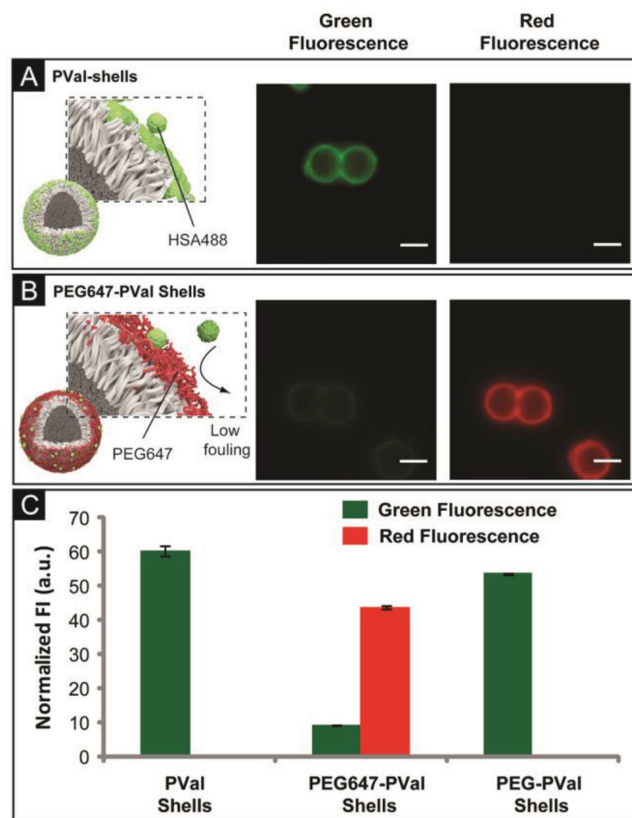 Green
Fluorescence
Red
Fluorescence
A PVal-shells
HSA488
B PEG647-PVal Shells
PEG647
Low
fouling
C
Green Fluorescence
Red Fluorescence
Normalized FI (a.u.)
70
60
50
40
30
20
10
0
PVal
Shells
PEG647-PVal
Shells
PEG-PVal
Shells